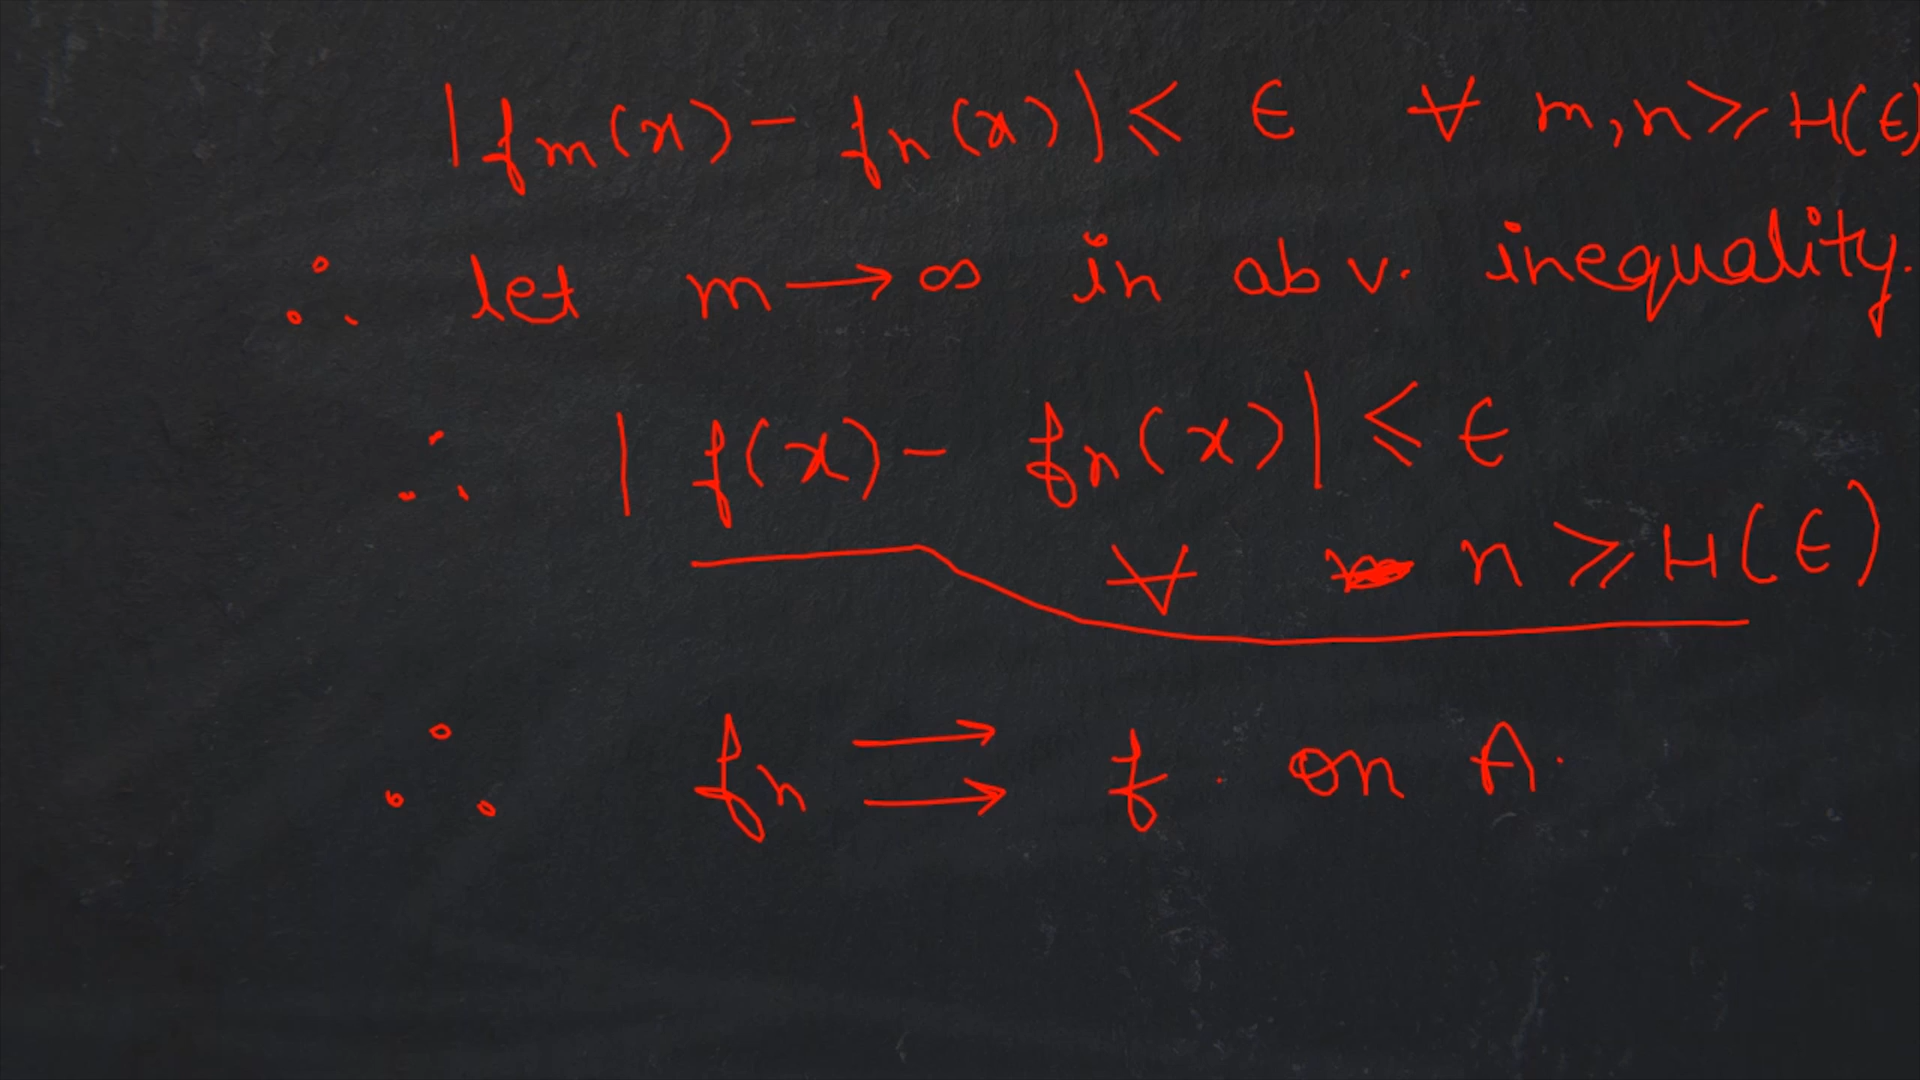 |fm(x) - fn(x)| ⩽ ϵ ∀ m,n ⩾ H(ϵ)
∴ let m → ∞ in abv. inequality.
∴ |f(x) - fn(x)| ⩽ ϵ
∀ n ⩾ H(ϵ)
∴ fn ⇉ f. on A.